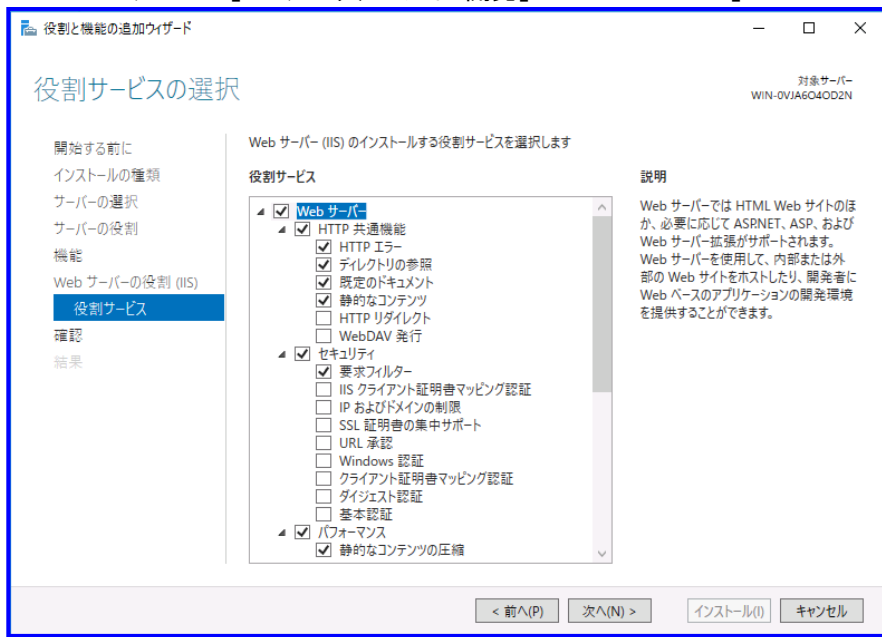 役割と機能の追加ウィザード
役割サービスの選択
対象サーバー
WIN-0VJA6O4OD2N
開始する前に
インストールの種類
サーバーの選択
サーバーの役割
機能
Web サーバーの役割 (IIS)
役割サービス
確認
結果
Web サーバー (IIS) のインストールする役割サービスを選択します
役割サービス
Web サーバー
HTTP 共通機能
HTTP エラー
ディレクトリの参照
既定のドキュメント
静的なコンテンツ
HTTP リダイレクト
WebDAV 発行
セキュリティ
要求フィルター
IIS クライアント証明書マッピング認証
IP およびドメインの制限
SSL 証明書の集中サポート
URL 承認
Windows 認証
クライアント証明書マッピング認証
ダイジェスト認証
基本認証
パフォーマンス
静的なコンテンツの圧縮
説明
Web サーバーでは HTML Web サイトのほ
か、必要に応じて ASP.NET、ASP、および
Web サーバー拡張がサポートされます。
Web サーバーを使用して、内部または外
部の Web サイトをホストしたり、開発者に
Web ベースのアプリケーションの開発環境
を提供することができます。
< 前へ(P)
次へ(N) >
インストール(I)
キャンセル